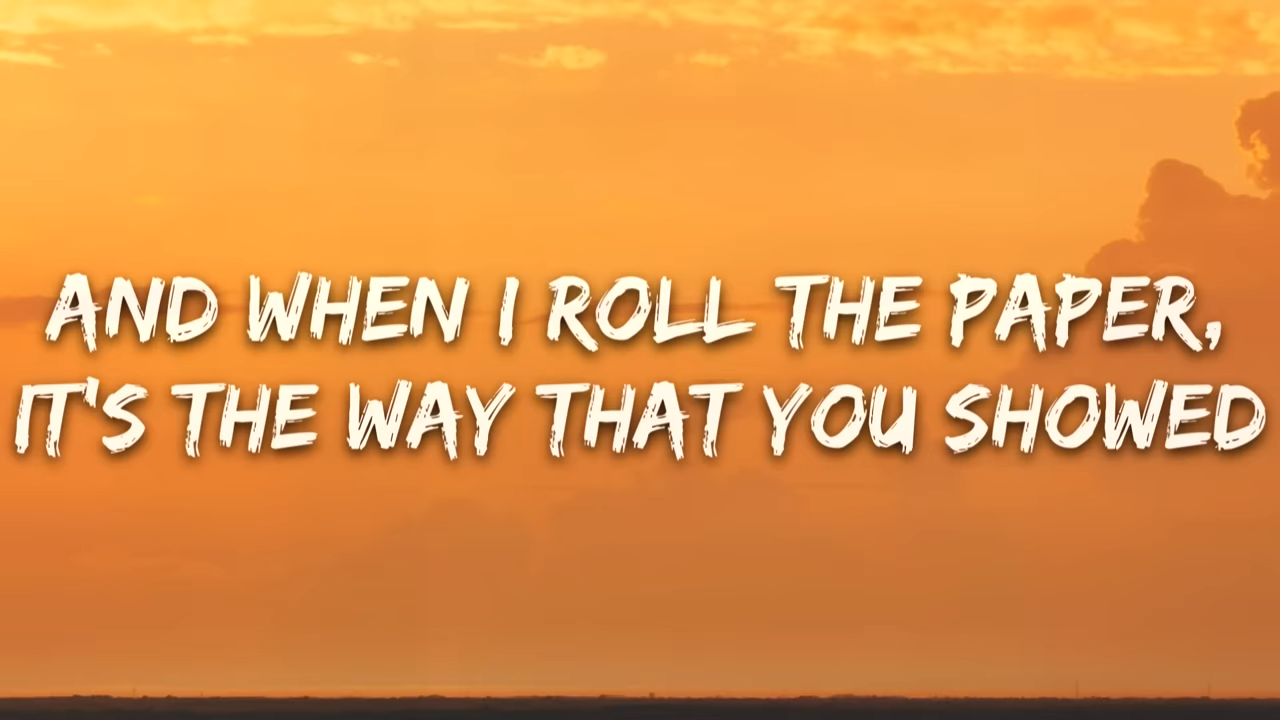 AND WHEN I ROLL THE PAPER,
IT'S THE WAY THAT YOU SHOWED